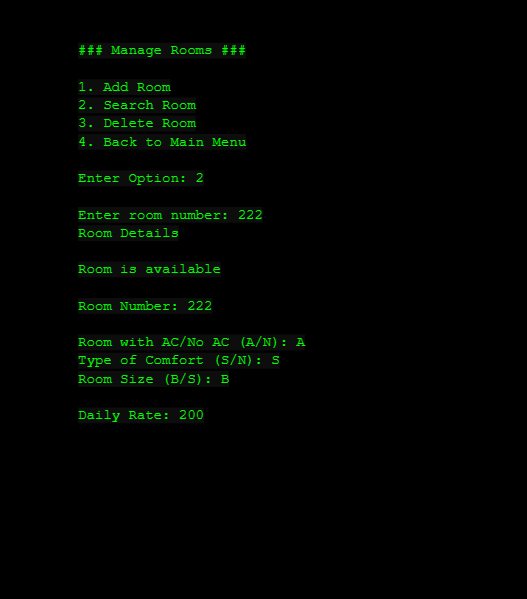 ### Manage Rooms ###
1. Add Room
2. Search Room
3. Delete Room
4. Back to Main Menu
Enter Option: 2
Enter room number: 222
Room Details
Room is available
Room Number: 222
Room with AC/No AC (A/N): A
Type of Comfort (S/N): S
Room Size (B/S): B
Daily Rate: 200